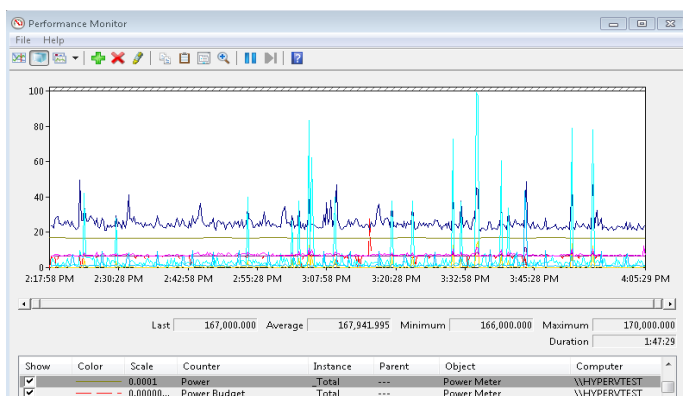 Performance Monitor
File Help
100
80
60
40
20
0
2:17:58 PM 2:30:28 PM 2:42:58 PM 2:55:28 PM 3:07:58 PM 3:20:28 PM 3:32:58 PM 3:45:28 PM 4:05:29 PM
Last 167,000.000 Average 167,941.995 Minimum 166,000.000 Maximum 170,000.000
Duration 1:47:29
Show Color Scale Counter Instance Parent Object Computer
0.0001 Power _Total --- Power Meter \\HYPERVTEST
0.00000... Power Budget _Total --- Power Meter \\HYPERVTEST